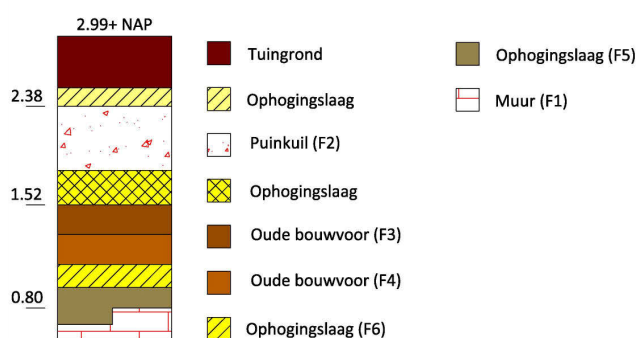 2.99+ NAP
2.38
1.52
0.80
Tuingrond
Ophogingslaag
Puinkuil (F2)
Ophogingslaag
Oude bouwvoor (F3)
Oude bouwvoor (F4)
Ophogingslaag (F6)
Ophogingslaag (F5)
Muur (F1)